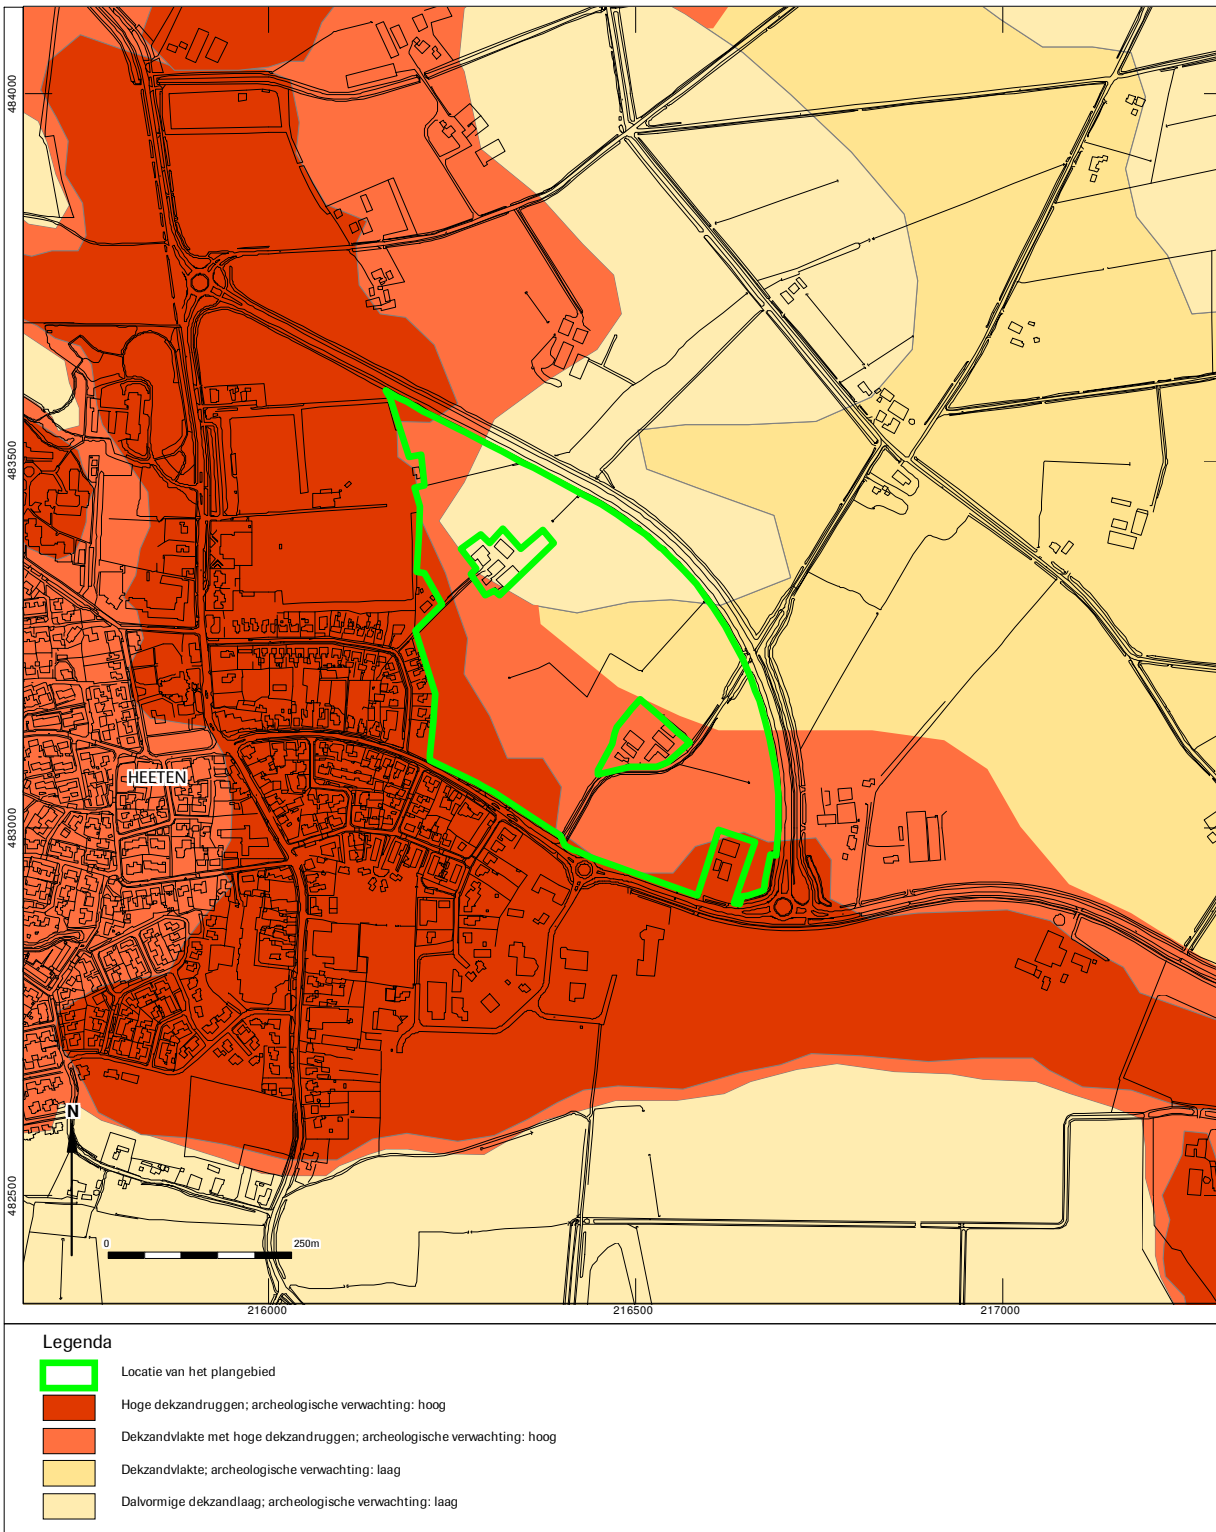 484000
483500
483000
482500
HEETEN
N
0 250m
216000 216500 217000
Legenda
Locatie van het plangebied
Hoge dekzandruggen; archeologische verwachting: hoog
Dekzandvlakte met hoge dekzandruggen; archeologische verwachting: hoog
Dekzandvlakte; archeologische verwachting: laag
Dalvormige dekzandlaag; archeologische verwachting: laag